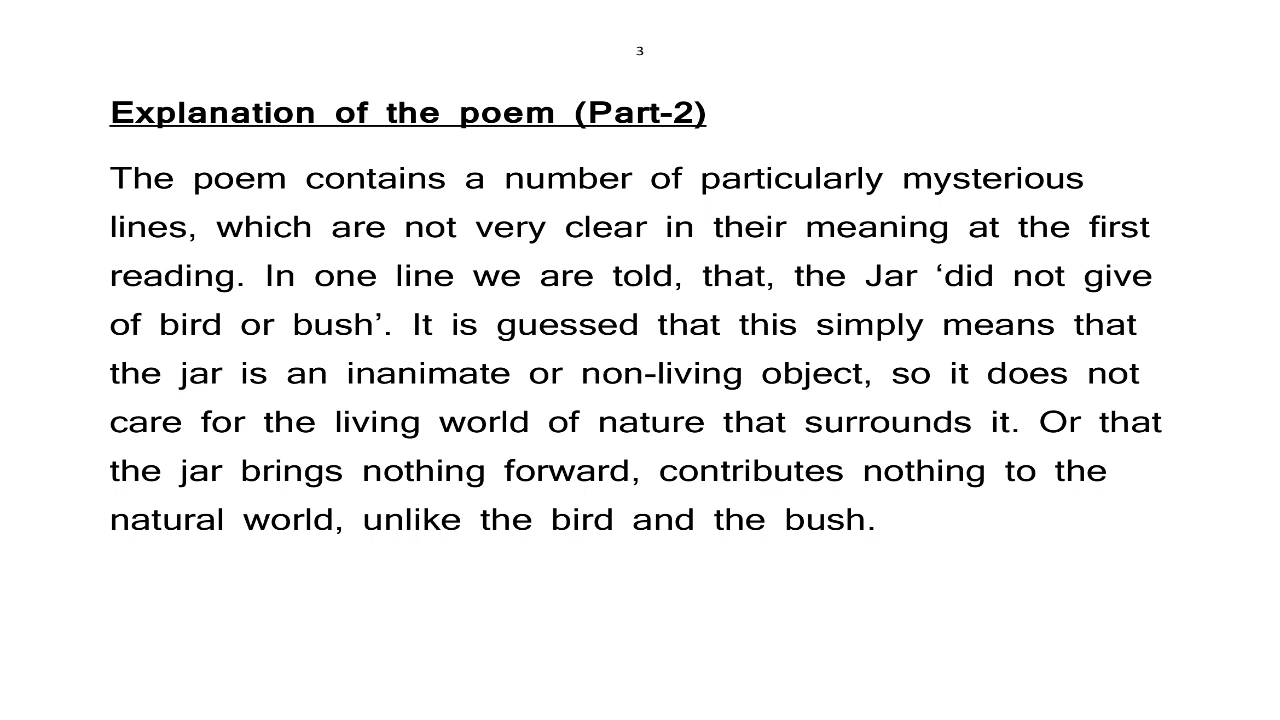 3
Explanation of the poem (Part-2)
The poem contains a number of particularly mysterious
lines, which are not very clear in their meaning at the first
reading. In one line we are told, that, the Jar ‘did not give
of bird or bush’. It is guessed that this simply means that
the jar is an inanimate or non-living object, so it does not
care for the living world of nature that surrounds it. Or that
the jar brings nothing forward, contributes nothing to the
natural world, unlike the bird and the bush.